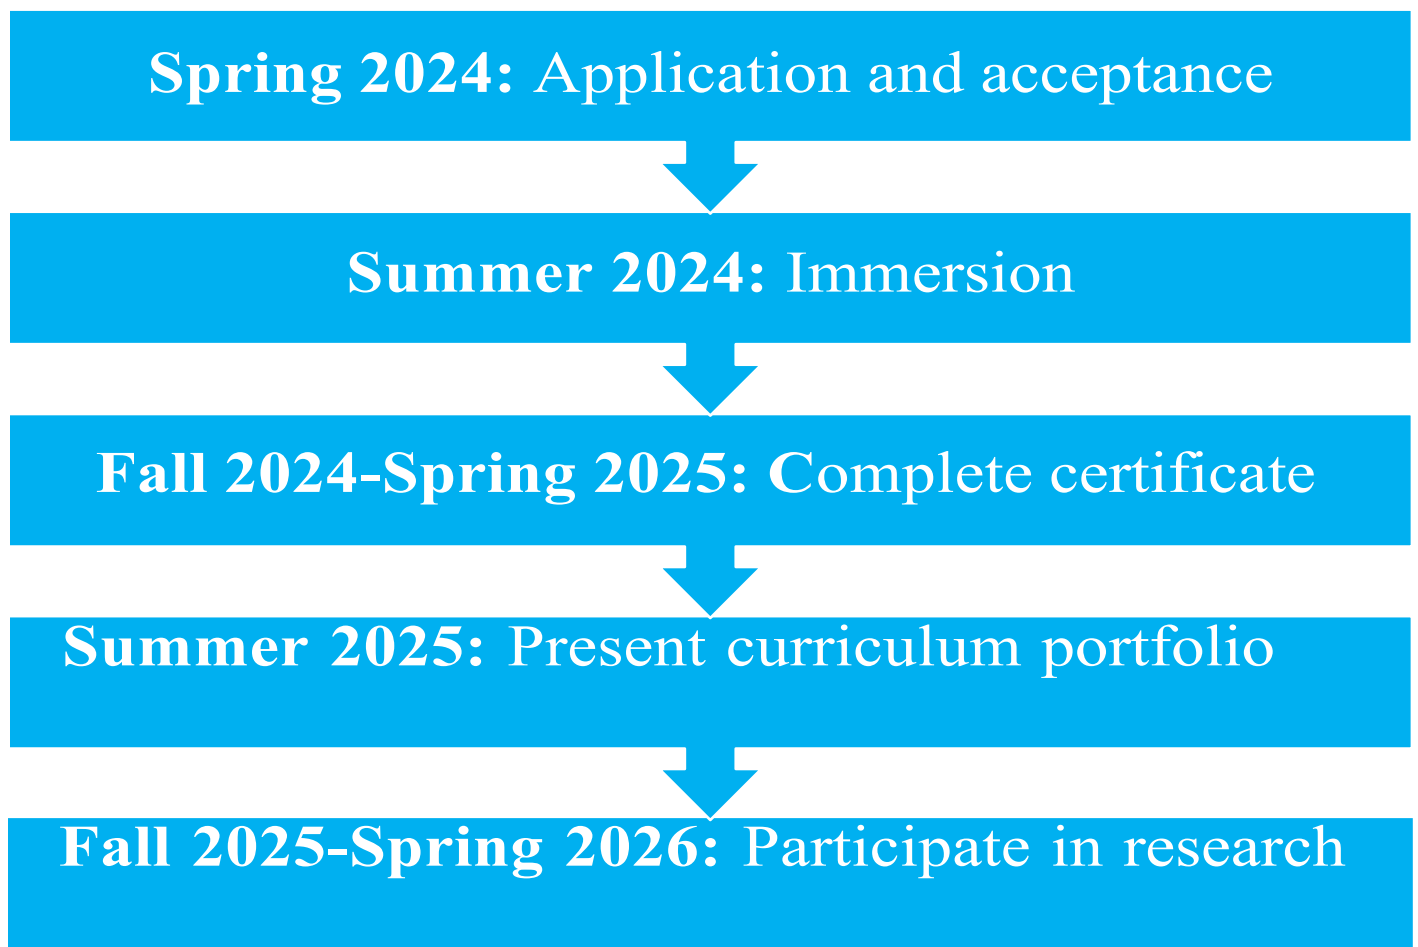 Spring 2024: Application and acceptance
Summer 2024: Immersion
Fall 2024-Spring 2025: Complete certificate
Summer 2025: Present curriculum portfolio
Fall 2025-Spring 2026: Participate in research